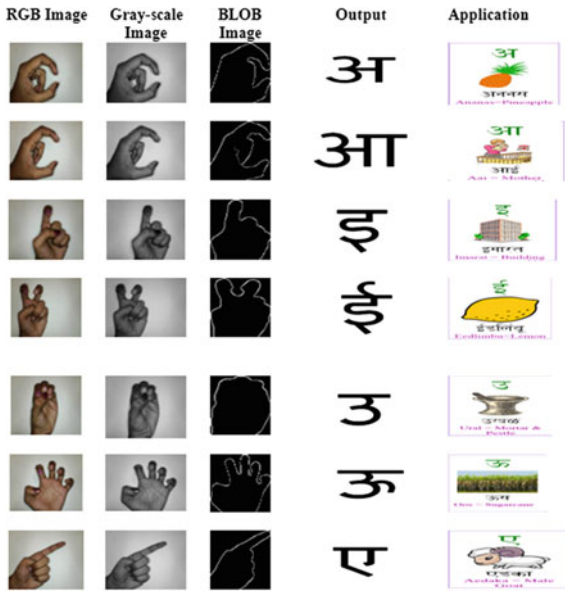 RGB Image Gray-scale Image BLOB Image Output Application
अ
अ
अननस
Ananas=Pineapple
आ
आ
आई
Aai = Mother
इ
इ
इमारत
Imarat = Building
ई
ई
ईडलिंबू
Eedlimbu=Lemon
उ
उ
उखळ
Ural = Mortar & Pestle
ऊ
ऊ
ऊस
= Sugarcane
ए
ए
एडका
Aedaka = Male Goat